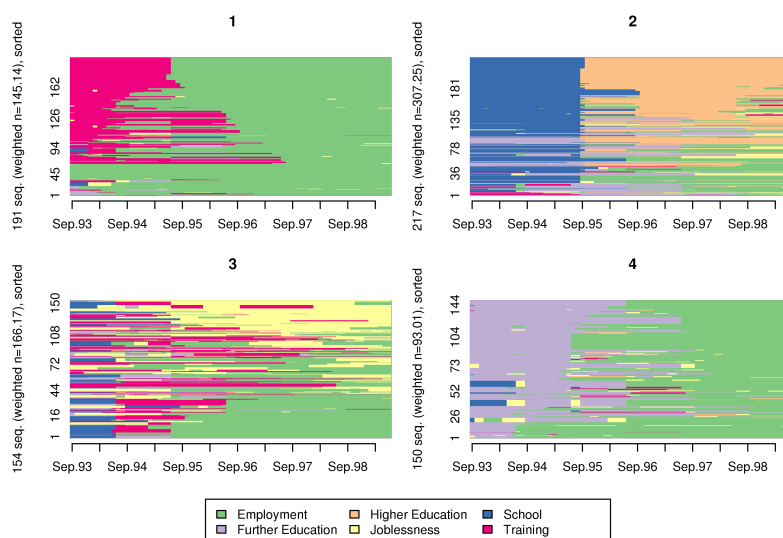 1
2
191 seq. (weighted n=145.14), sorted
1 45 94 126 162
Sep.93 Sep.94 Sep.95 Sep.96 Sep.97 Sep.98
217 seq. (weighted n=307.25), sorted
1 36 78 135 181
Sep.93 Sep.94 Sep.95 Sep.96 Sep.97 Sep.98
3
4
154 seq. (weighted n=166.17), sorted
1 16 44 72 108 150
Sep.93 Sep.94 Sep.95 Sep.96 Sep.97 Sep.98
150 seq. (weighted n=93.01), sorted
1 26 52 73 104 144
Sep.93 Sep.94 Sep.95 Sep.96 Sep.97 Sep.98
Employment Higher Education School
Further Education Joblessness Training